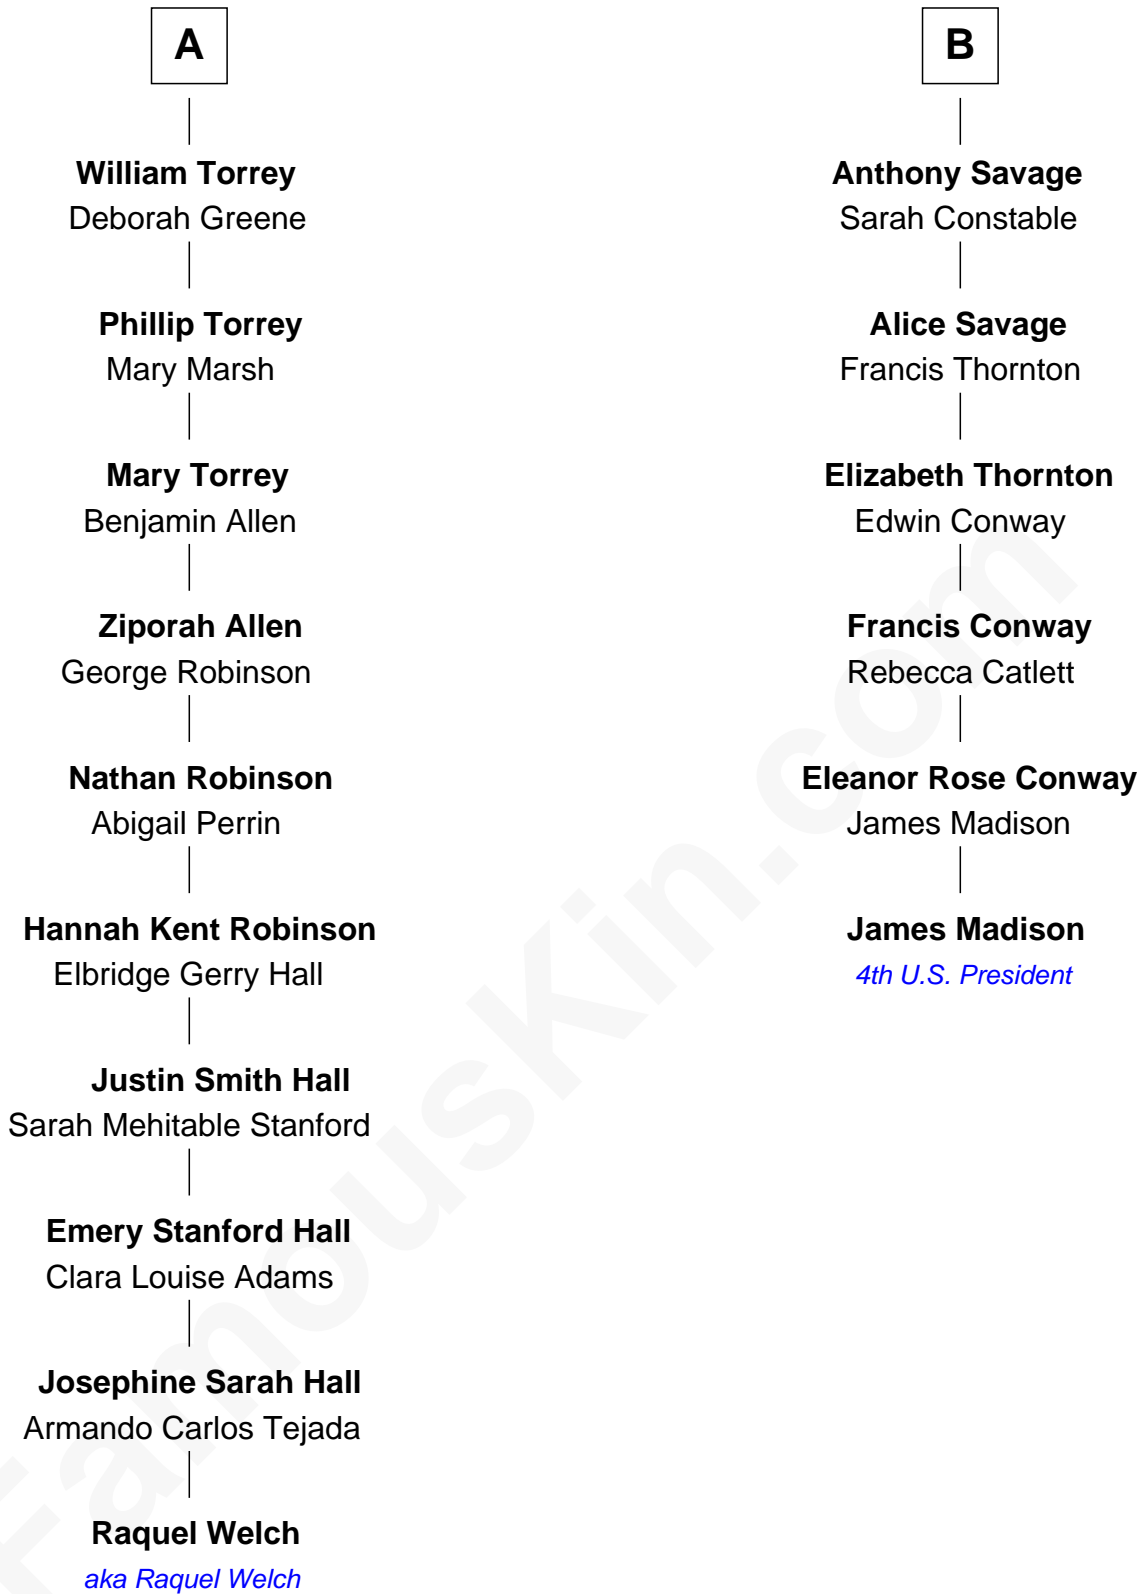 A
William Torrey
Deborah Greene
Phillip Torrey
Mary Marsh
Mary Torrey
Benjamin Allen
Ziporah Allen
George Robinson
Nathan Robinson
Abigail Perrin
Hannah Kent Robinson
Elbridge Gerry Hall
Justin Smith Hall
Sarah Mehitable Stanford
Emery Stanford Hall
Clara Louise Adams
Josephine Sarah Hall
Armando Carlos Tejada
Raquel Welch
aka Raquel Welch
B
Anthony Savage
Sarah Constable
Alice Savage
Francis Thornton
Elizabeth Thornton
Edwin Conway
Francis Conway
Rebecca Catlett
Eleanor Rose Conway
James Madison
James Madison
4th U.S. President
FamousKin.com